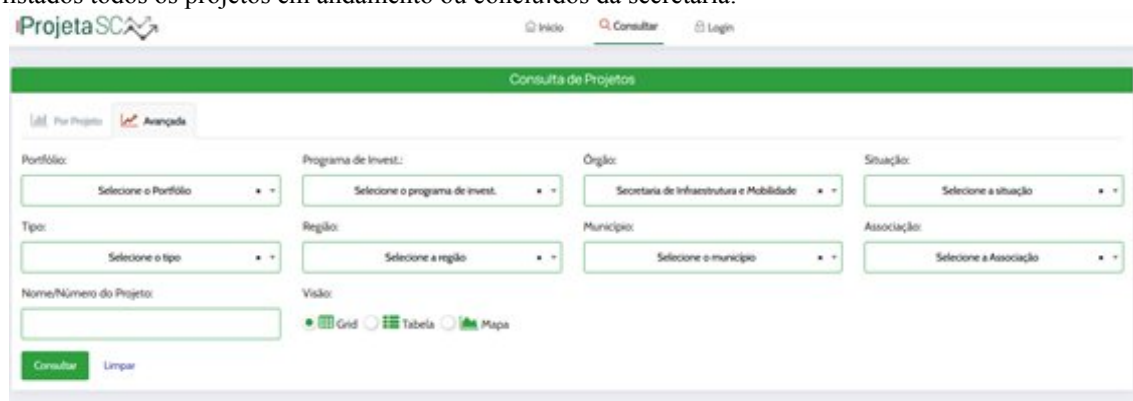 listados todos os projetos em andamento ou concluídos da secretaria.
ProjetaSC
Início Consultar Login
Consulta de Projetos
Por Projeto Avançada
Portfólio: Programa de Invest.: Órgão: Situação:
Selecione o Portfólio Selecione o programa de invest. Secretaria de Infraestrutura e Mobilidade Selecione a situação
Tipo: Região: Município: Associação:
Selecione o tipo Selecione a região Selecione o município Selecione a Associação
Nome/Número do Projeto: Visão:
Grid Tabela Mapa
Consultar Limpar